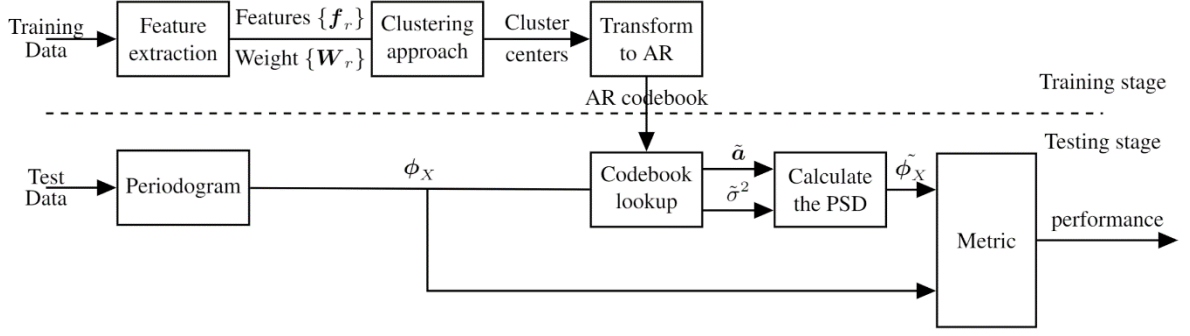 Training
Data
Feature
extraction
Features {𝒇_r}
Weight {𝑾_r}
Clustering
approach
Cluster
centers
Transform
to AR
AR codebook
Training stage
Testing stage
Test
Data
Periodogram
ϕ_X
Codebook
lookup
ã
σ̃²
Calculate
the PSD
ϕ̃_X
Metric
performance